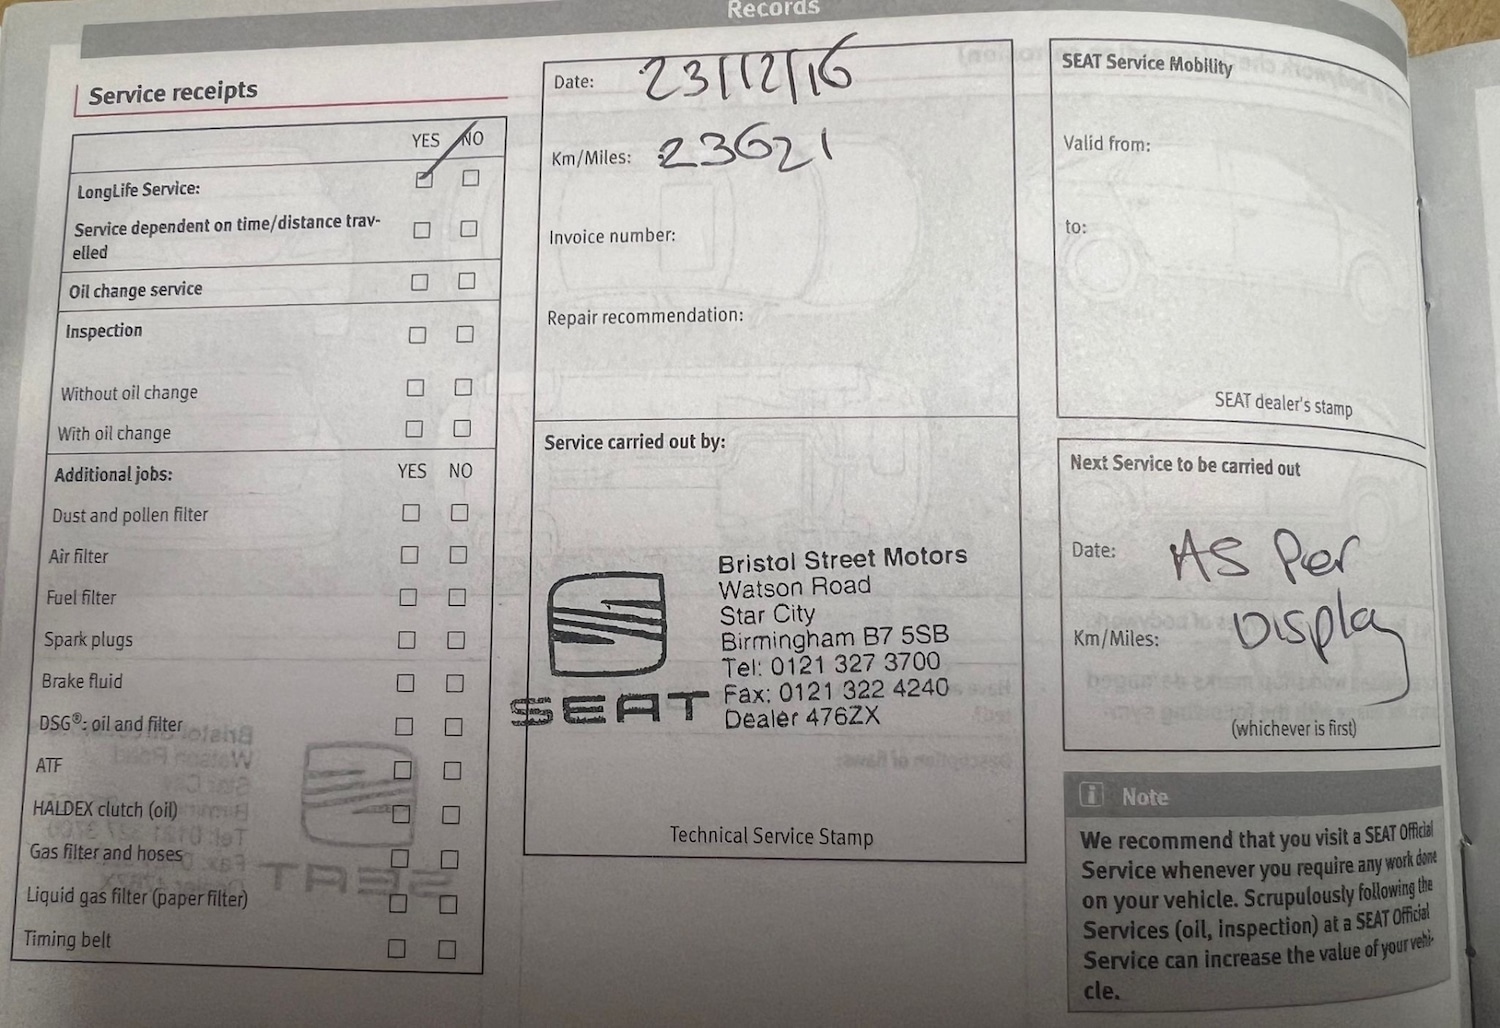 Records
Service receipts
YES NO
LongLife Service:
Service dependent on time/distance trav-
elled
Oil change service
Inspection
Without oil change
With oil change
Additional jobs: YES NO
Dust and pollen filter
Air filter
Fuel filter
Spark plugs
Brake fluid
DSG®: oil and filter
ATF
HALDEX clutch (oil)
Gas filter and hoses
Liquid gas filter (paper filter)
Timing belt
Date: 23/12/16
Km/Miles: 23621
Invoice number:
Repair recommendation:
Service carried out by:
SEAT
Bristol Street Motors
Watson Road
Star City
Birmingham B7 5SB
Tel: 0121 327 3700
Fax: 0121 322 4240
Dealer 476ZX
Technical Service Stamp
SEAT Service Mobility
Valid from:
to:
SEAT dealer's stamp
Next Service to be carried out
Date: AS Per
Km/Miles: Display
(whichever is first)
i Note
We recommend that you visit a SEAT Official
Service whenever you require any work done
on your vehicle. Scrupulously following the
Services (oil, inspection) at a SEAT Official
Service can increase the value of your vehi-
cle.